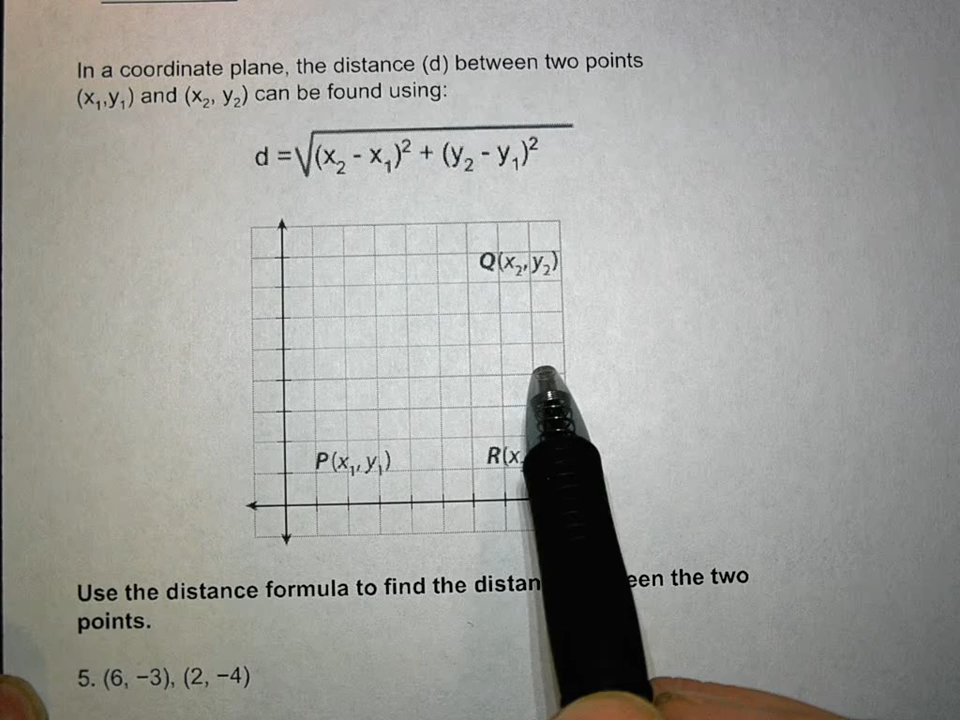 In a coordinate plane, the distance (d) between two points
(x₁,y₁) and (x₂, y₂) can be found using:
d = √(x₂ - x₁)² + (y₂ - y₁)²
Q(x₂, y₂)
P(x₁, y₁) R(x
Use the distance formula to find the the two
points.
5. (6, −3), (2, −4)